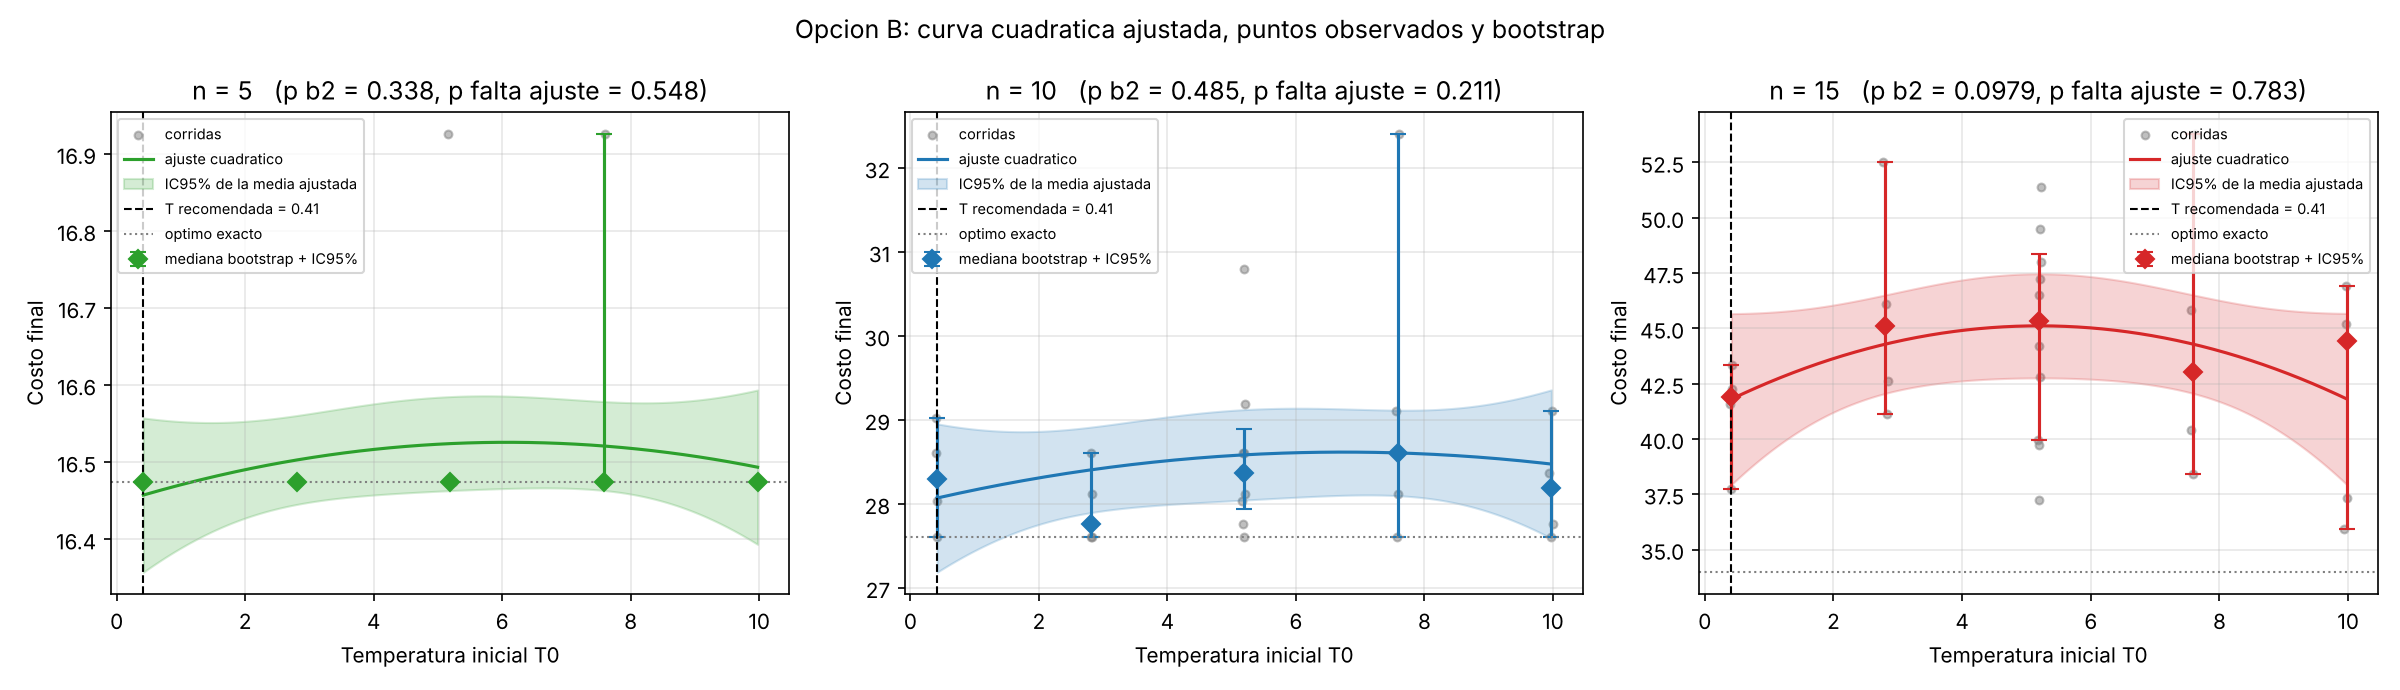 Opcion B: curva cuadratica ajustada, puntos observados y bootstrap
n = 5   (p b2 = 0.338, p falta ajuste = 0.548)
corridas
ajuste cuadratico
IC95% de la media ajustada
T recomendada = 0.41
optimo exacto
mediana bootstrap + IC95%
16.9
16.8
16.7
16.6
16.5
16.4
Costo final
0 2 4 6 8 10
Temperatura inicial T0
n = 10   (p b2 = 0.485, p falta ajuste = 0.211)
corridas
ajuste cuadratico
IC95% de la media ajustada
T recomendada = 0.41
optimo exacto
mediana bootstrap + IC95%
32
31
30
29
28
27
Costo final
0 2 4 6 8 10
Temperatura inicial T0
n = 15   (p b2 = 0.0979, p falta ajuste = 0.783)
corridas
ajuste cuadratico
IC95% de la media ajustada
T recomendada = 0.41
optimo exacto
mediana bootstrap + IC95%
52.5
50.0
47.5
45.0
42.5
40.0
37.5
35.0
Costo final
0 2 4 6 8 10
Temperatura inicial T0